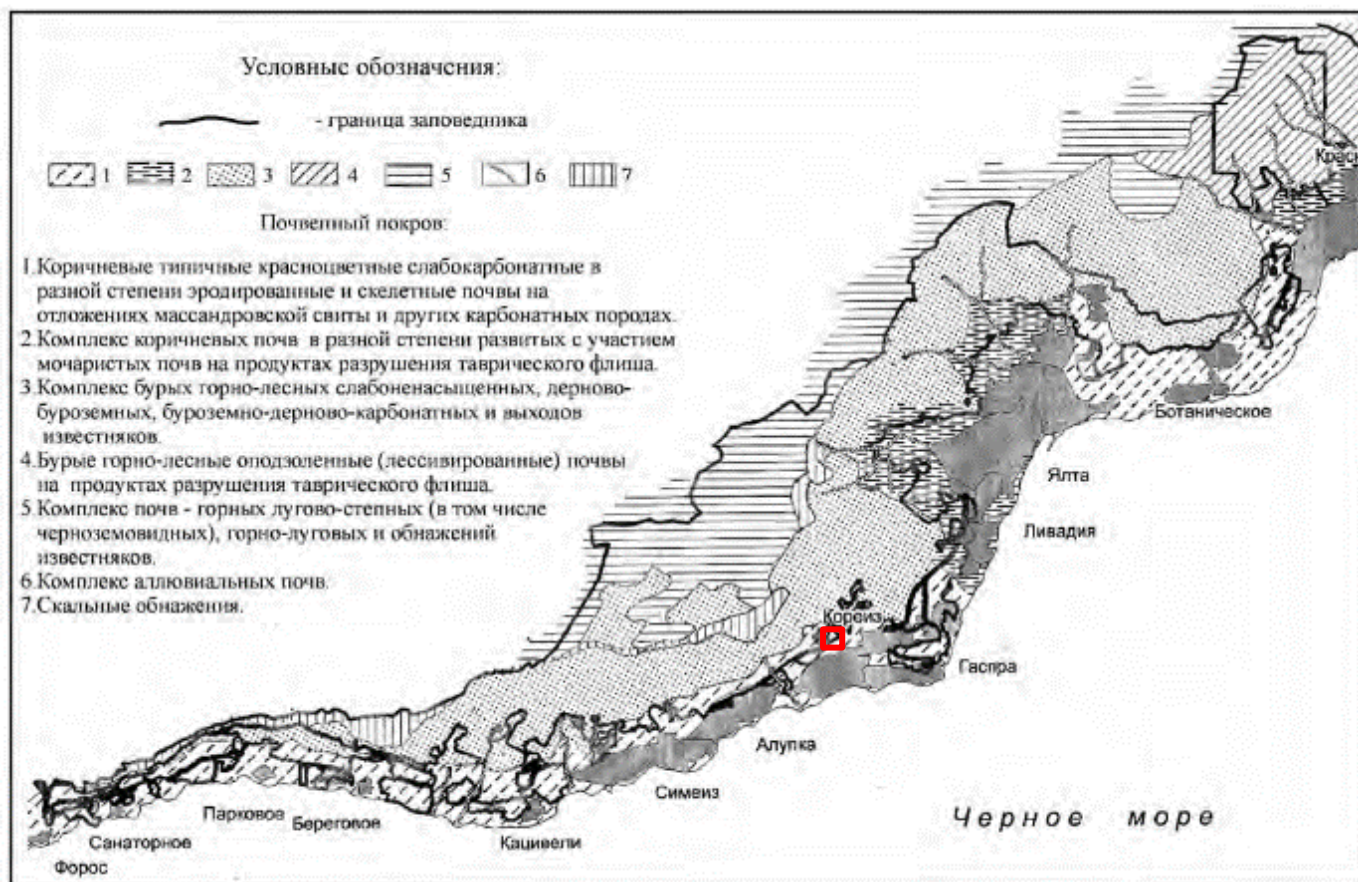 Условные обозначения:
- граница заповедника
1 2 3 4 5 6 7
Почвенный покров:
1.Коричневые типичные красноцветные слабокарбонатные в
разной степени эродированные и скелетные почвы на
отложениях массандровской свиты и других карбонатных породах.
2.Комплекс коричневых почв в разной степени развитых с участием
мочаристых почв на продуктах разрушения таврического флиша.
3.Комплекс бурых горно-лесных слабоненасыщенных, дерново-
буроземных, буроземно-дерново-карбонатных и выходов
известняков.
4.Бурые горно-лесные оподзоленные (лессивированные) почвы
на продуктах разрушения таврического флиша.
5.Комплекс почв - горных лугово-степных (в том числе
черноземовидных), горно-луговых и обнажений
известняков.
6.Комплекс аллювиальных почв.
7.Скальные обнажения.
Красн
Ботаническое
Ялта
Ливадия
Кореиз
Гаспра
Алупка
Симеиз
Черное море
Парковое
Береговое
Санаторное
Кацивели
Форос